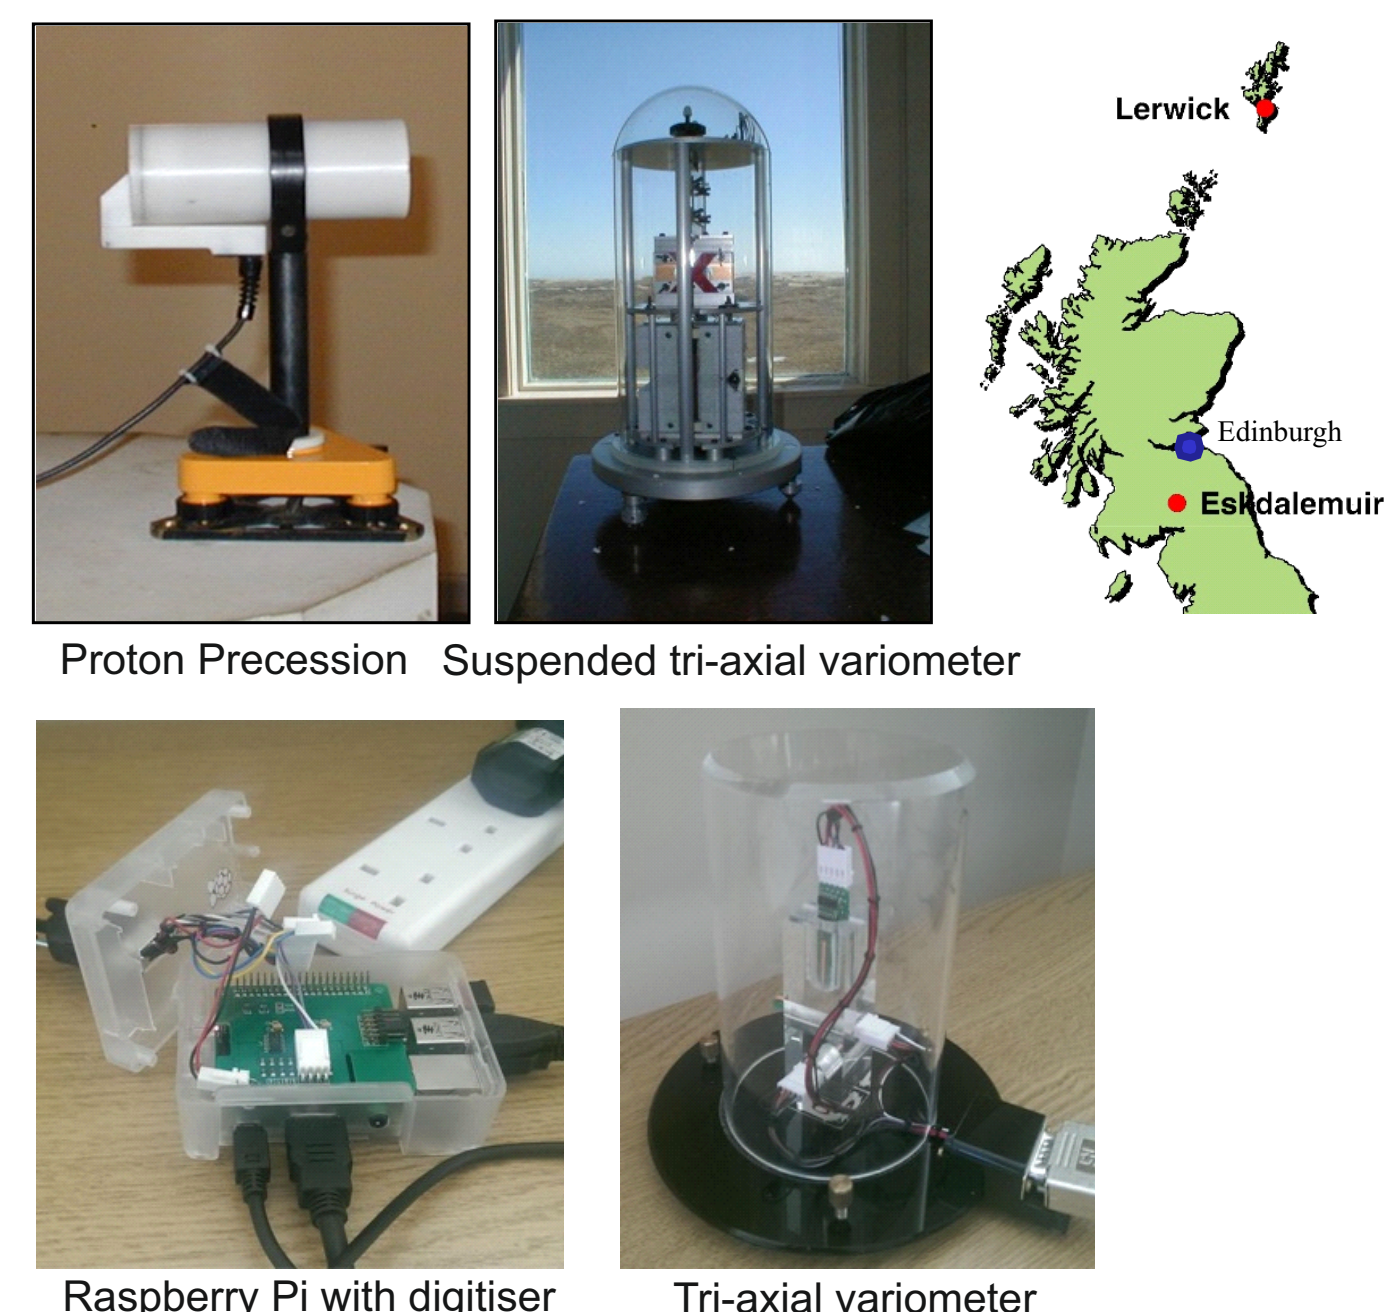 Lerwick
Edinburgh
Eskdalemuir
Proton Precession
Suspended tri-axial variometer
Raspberry Pi with digitiser
Tri-axial variometer